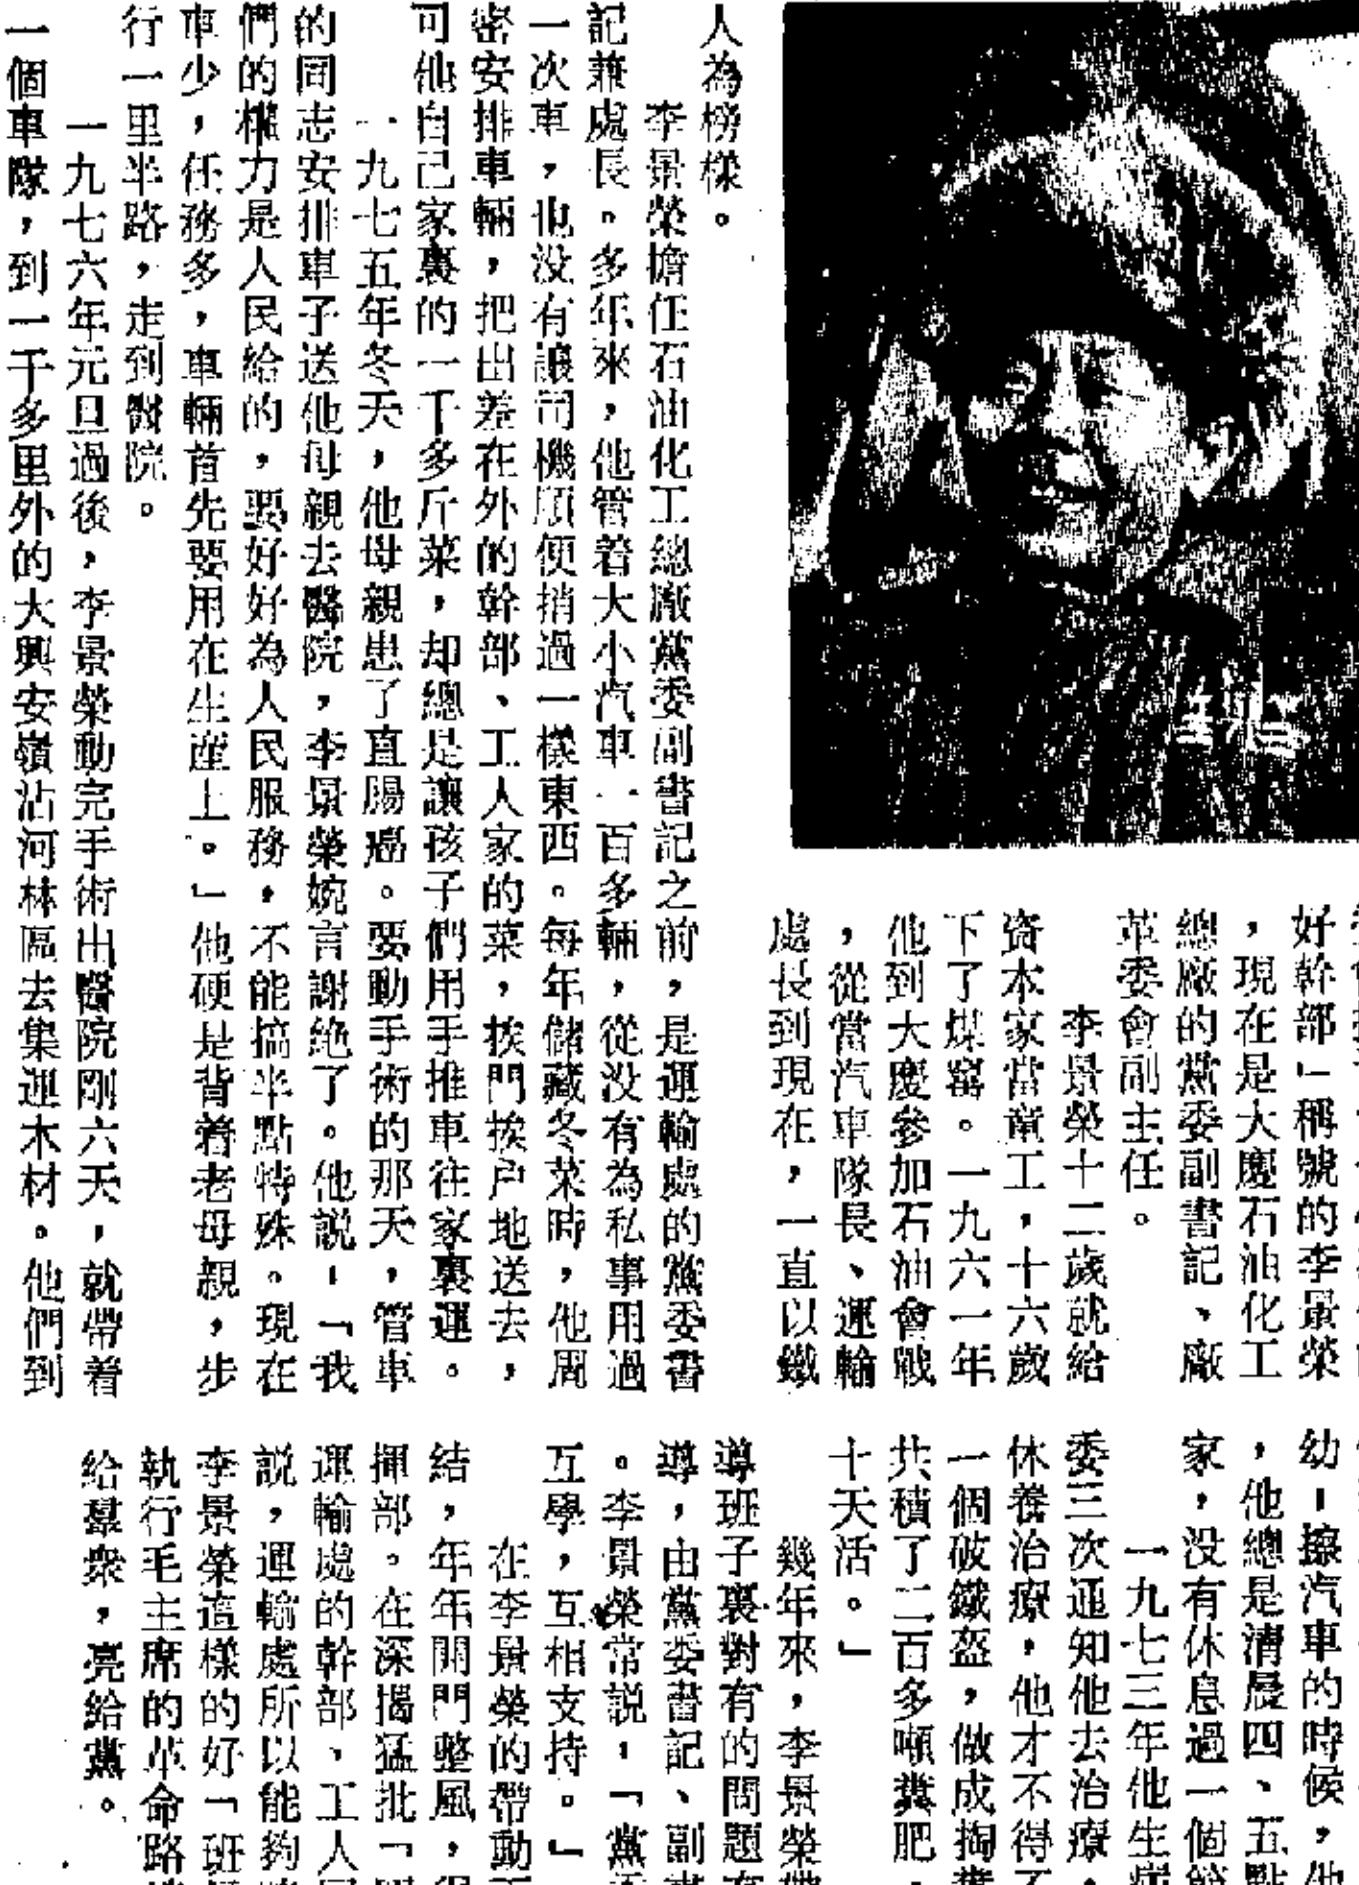 好幹部」稱號的李景榮
，現在是大慶石油化工
總廠的黨委副書記、廠
革委會副主任。
李景榮十二歲就給
資本家當童工，十六歲
下了煤窰。一九六一年
他到大慶參加石油會戰
，從當汽車隊長、運輸
處長到現在，一直以鐵
人為榜樣。
李景榮擔任石油化工總廠黨委副書記之前，是運輸處的黨委書
記兼處長。多年來，他管着大小汽車一百多輛，從没有為私事用過
一次車，也没有讓司機順便捎過一樣東西。每年儲藏冬菜時，他周
密安排車輛，把出差在外的幹部、工人家的菜，挨門挨户地送去，
可他自己家裏的一千多斤菜，却總是讓孩子們用手推車往家裏運。
一九七五年冬天，他母親患了直腸癌。要動手術的那天，管車
的同志安排車子送他母親去醫院，李景榮婉言謝絶了。他説：「我
們的權力是人民給的，要好好為人民服務，不能搞半點特殊。現在
車少，任務多，車輛首先要用在生産上。」他硬是背着老母親，步
行一里半路，走到醫院。
一九七六年元旦過後，李景榮動完手術出醫院剛六天，就帶着
一個車隊，到一千多里外的大興安嶺沾河林區去集運木材。他們到
幼！擦汽車的時候，他
，他總是清晨四、五點
家，没有休息過一個節
一九七三年他生病
委三次通知他去治療，
休養治療，他才不得不
一個破鐵盔，做成掏糞
共積了二百多噸糞肥，
十天活。」
幾年來，李景榮
導班子裏對有的問題有
導，由黨委書記、副書
。李景榮常説：「黨
互學，互相支持。」
在李景榮的帶動下
結，年年開門整風，
揮部。在深揭猛批「四
運輸處的幹部、工人
説，運輸處所以能夠
李景榮這樣的好「班
執行毛主席的革命路
給羣衆，亮給黨。